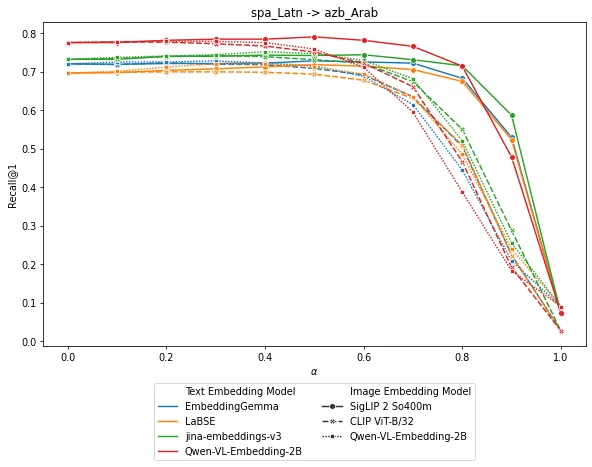 spa_Latn -> azb_Arab
Recall@1
0.8
0.7
0.6
0.5
0.4
0.3
0.2
0.1
0.0
0.0 0.2 0.4 0.6 0.8 1.0
α
Text Embedding Model
EmbeddingGemma
LaBSE
jina-embeddings-v3
Qwen-VL-Embedding-2B
Image Embedding Model
SigLIP 2 So400m
CLIP ViT-B/32
Qwen-VL-Embedding-2B